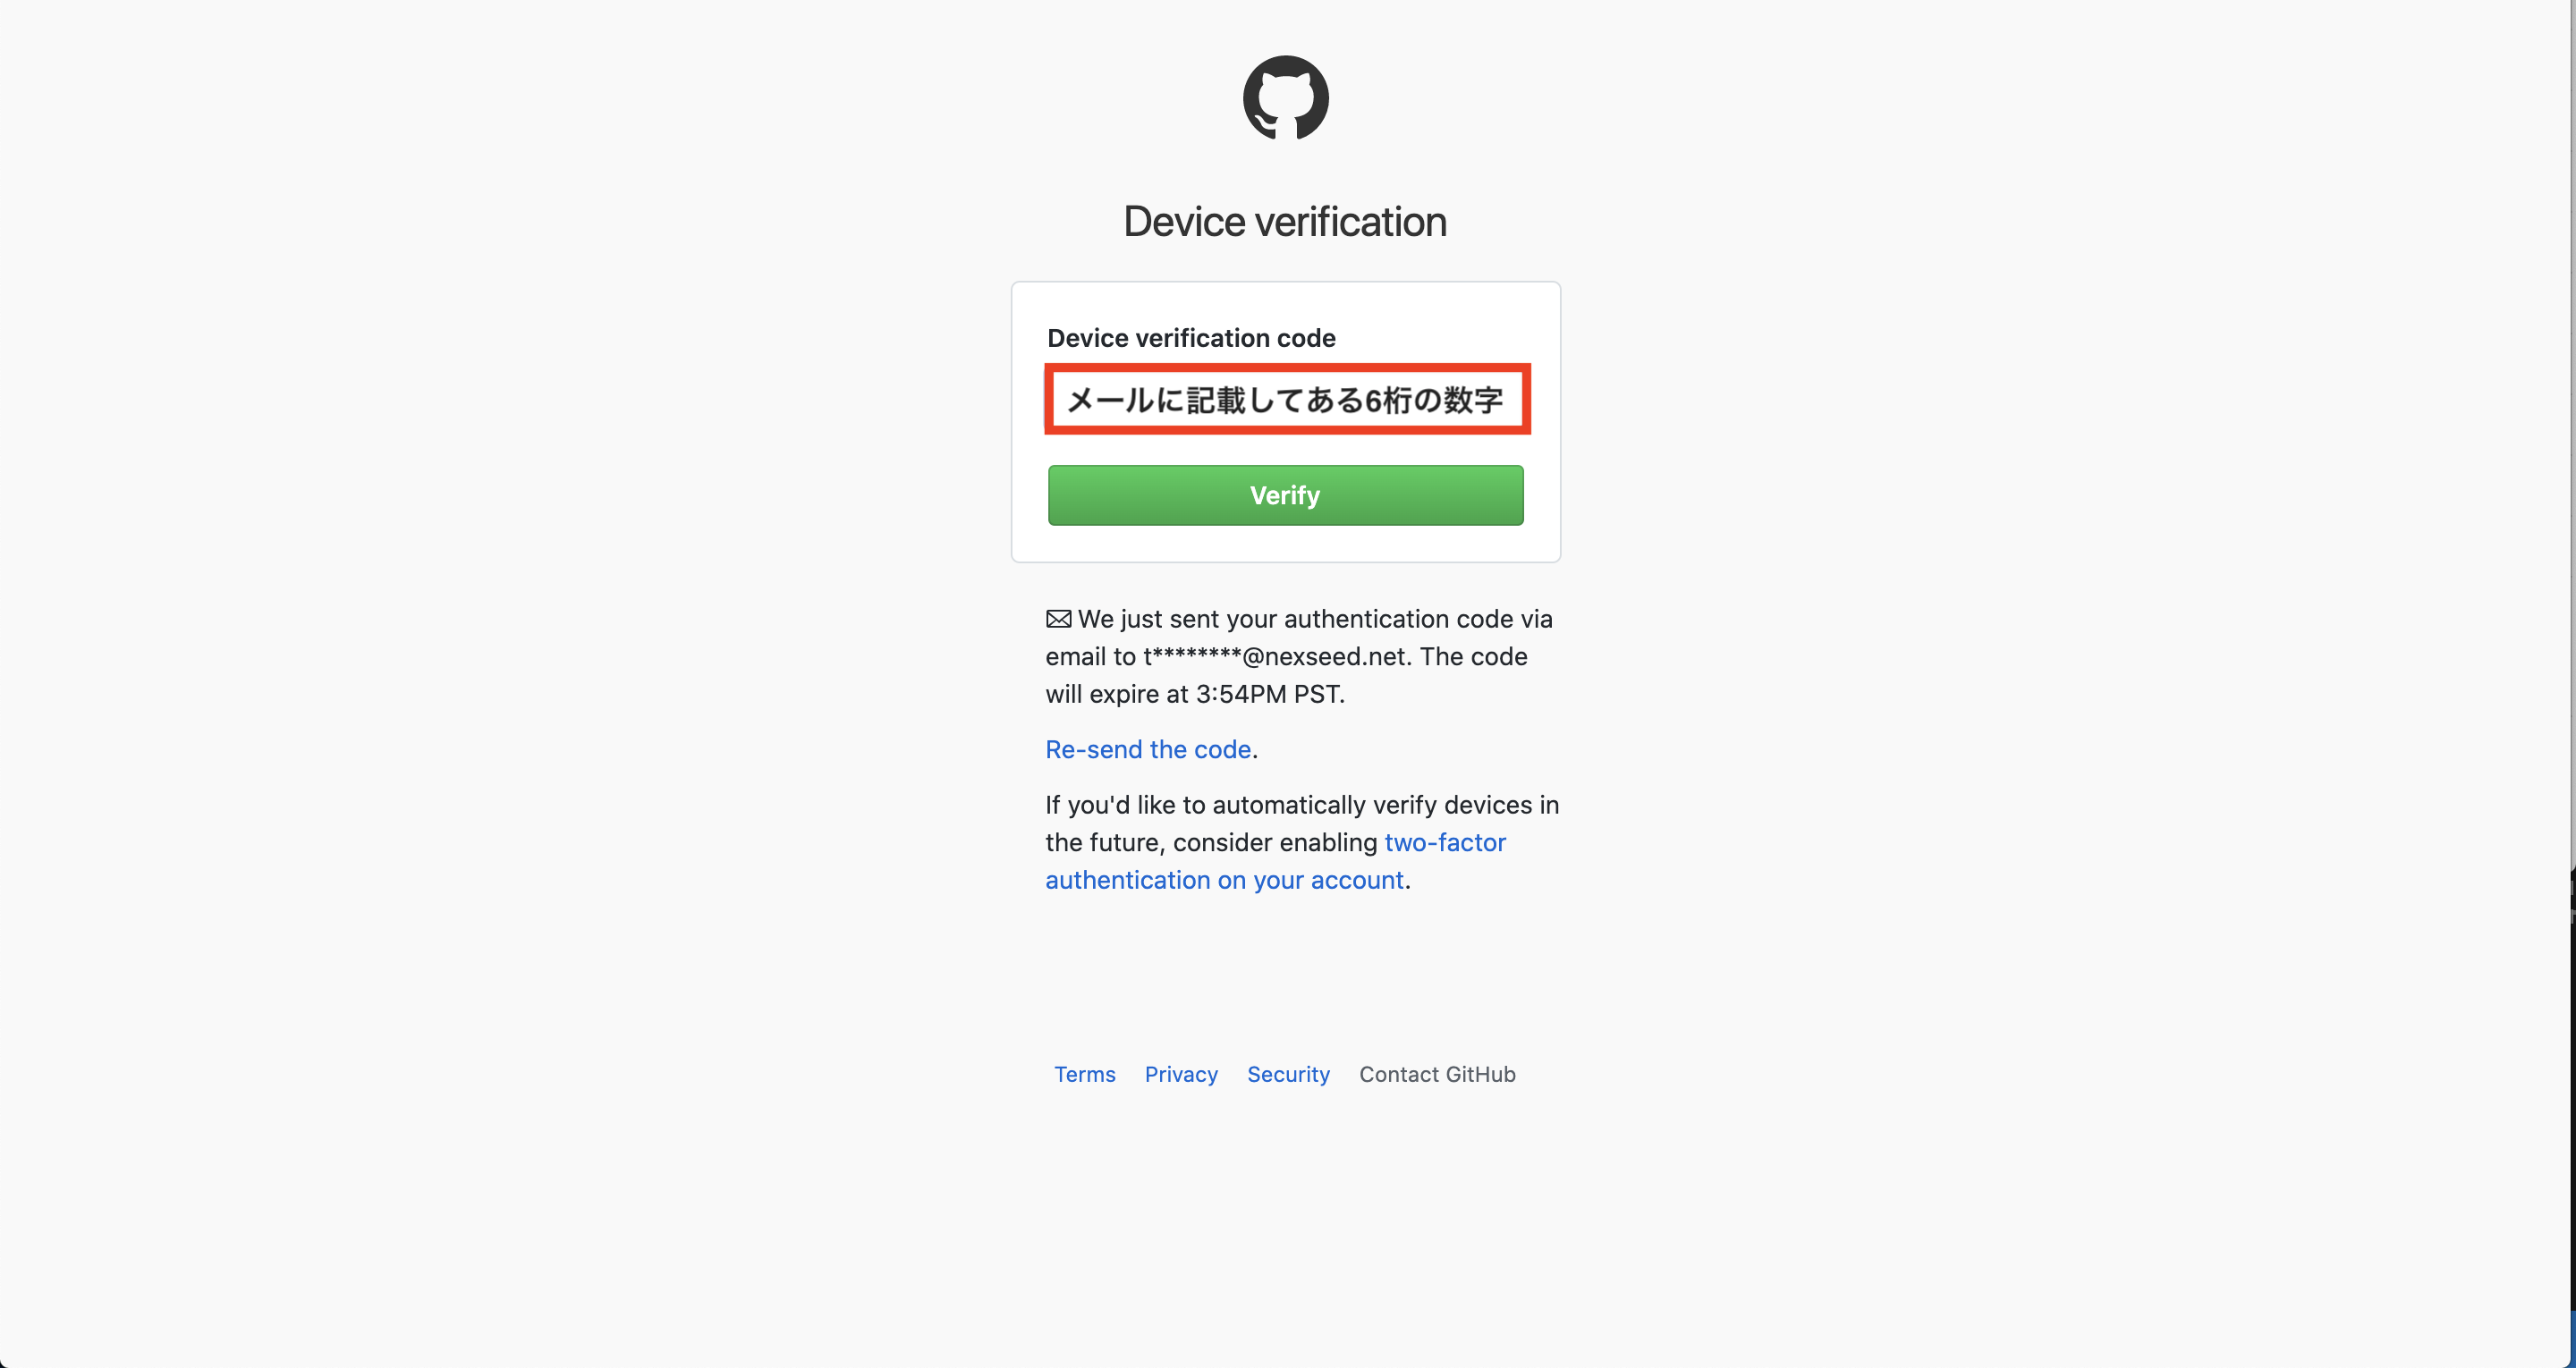 Device verification
Device verification code
メールに記載してある6桁の数字
Verify
We just sent your authentication code via
email to t********@nexseed.net. The code
will expire at 3:54PM PST.
Re-send the code.
If you'd like to automatically verify devices in
the future, consider enabling two-factor
authentication on your account.
Terms Privacy Security Contact GitHub